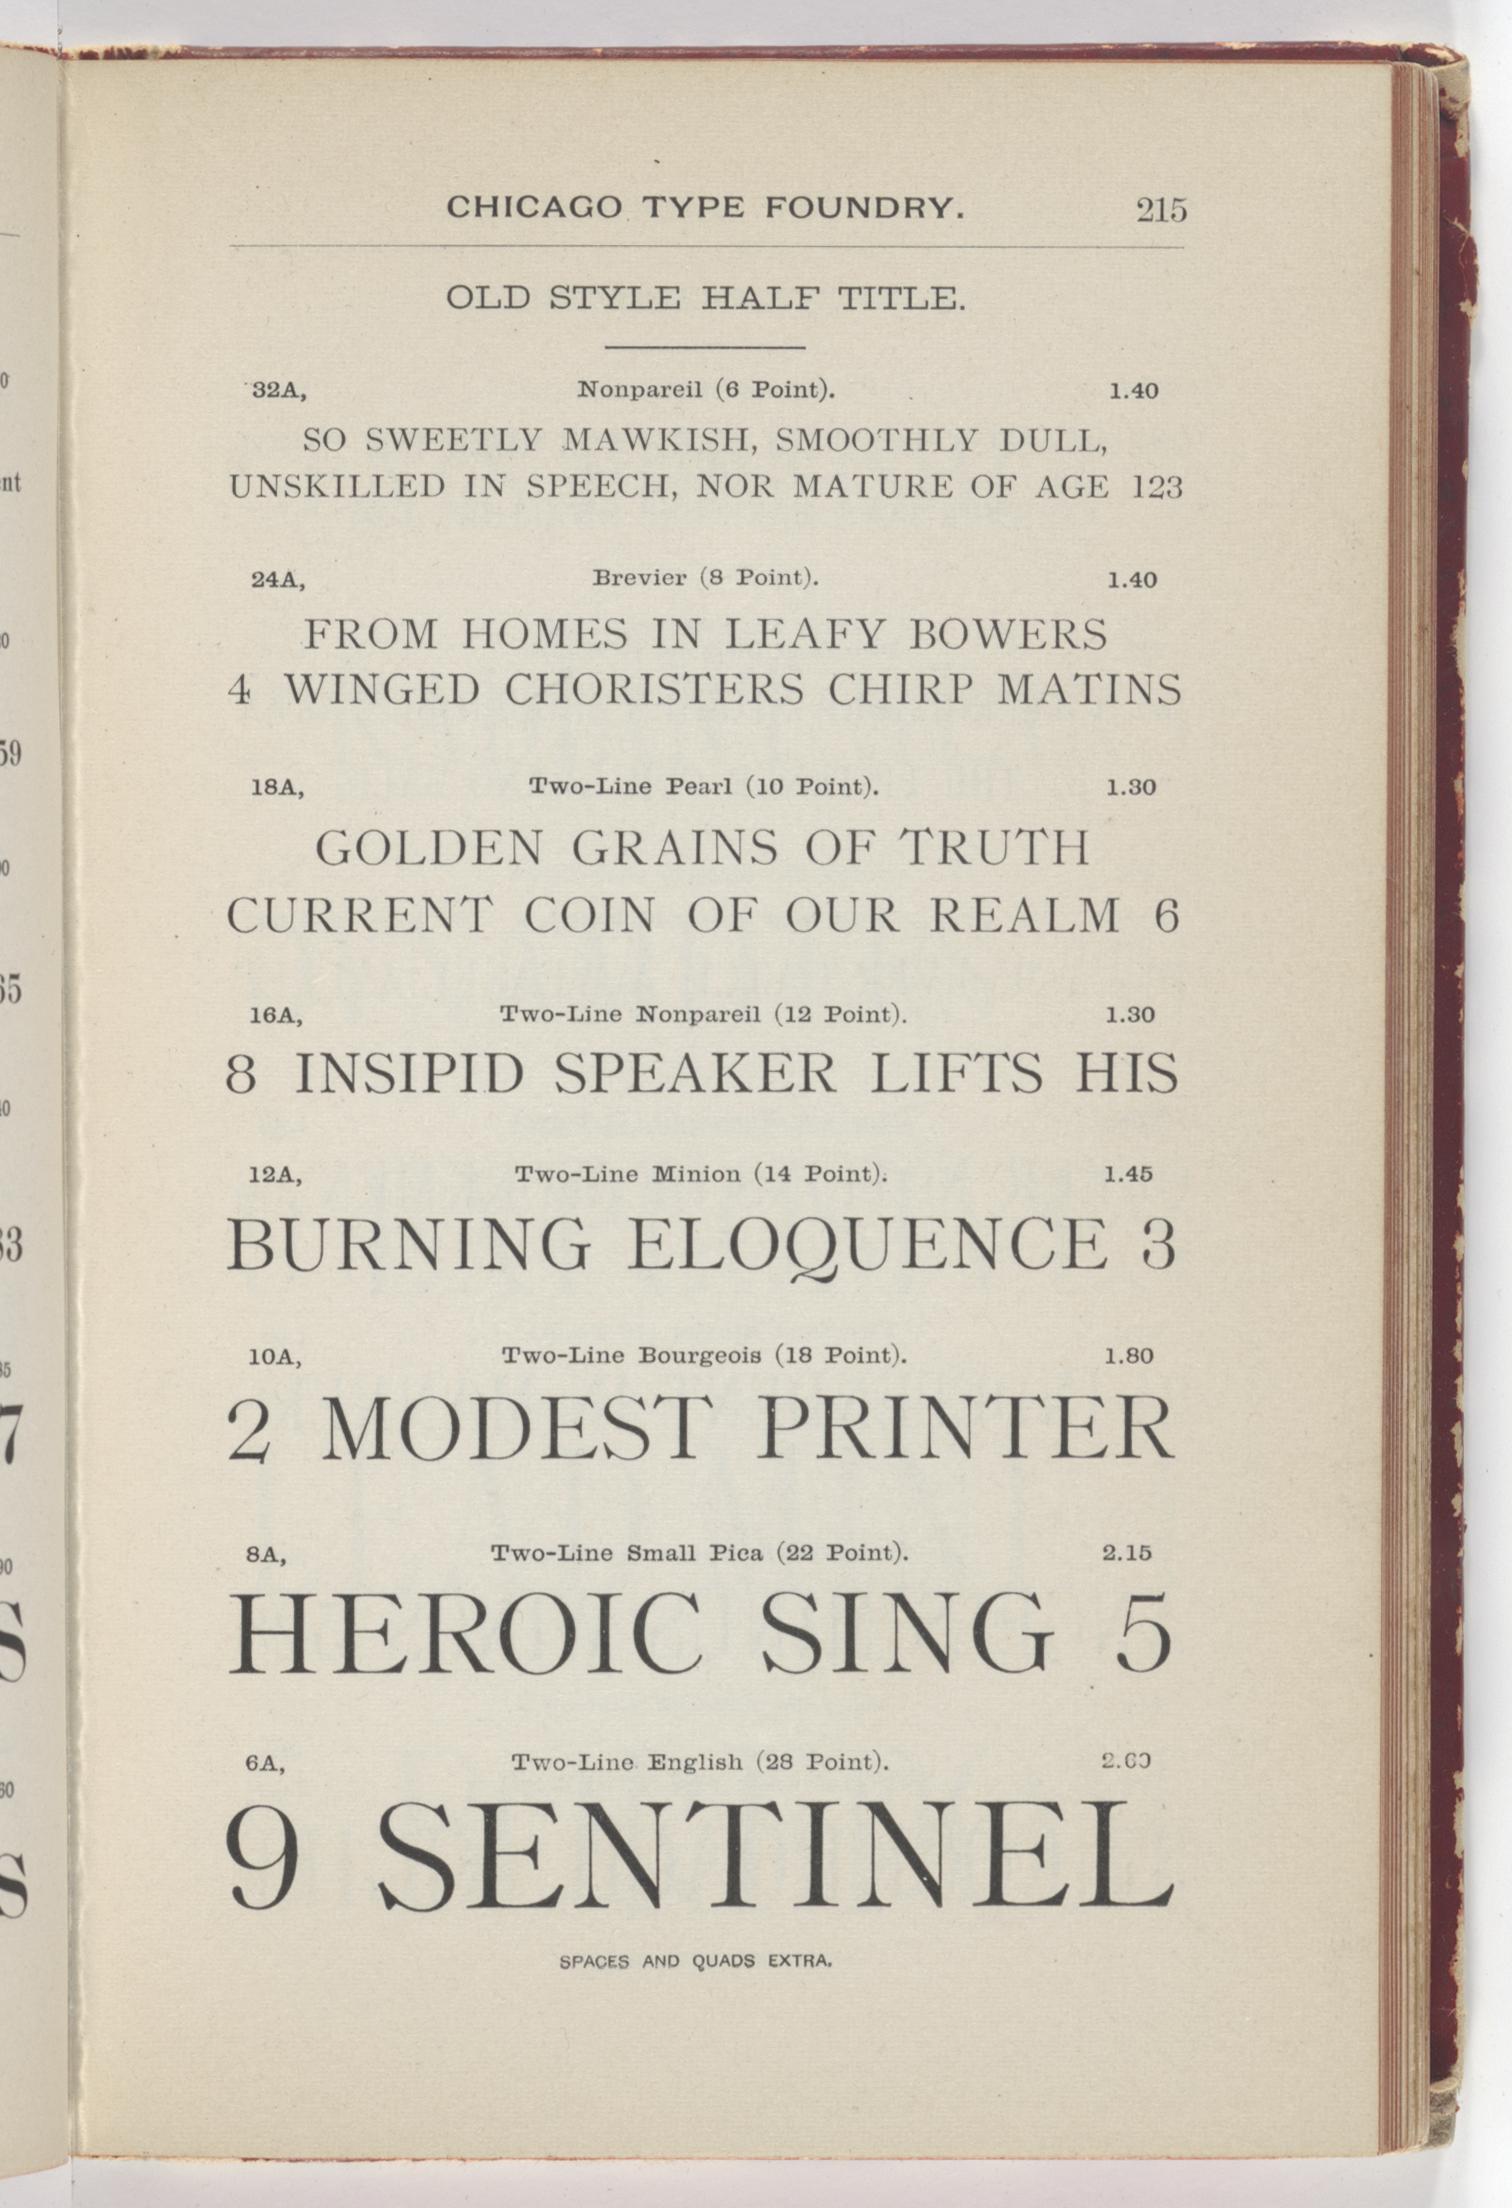 CHICAGO TYPE FOUNDRY. 215
OLD STYLE HALF TITLE.
32A, Nonpareil (6 Point). 1.40
SO SWEETLY MAWKISH, SMOOTHLY DULL,
UNSKILLED IN SPEECH, NOR MATURE OF AGE 123
24A, Brevier (8 Point). 1.40
FROM HOMES IN LEAFY BOWERS
4 WINGED CHORISTERS CHIRP MATINS
18A, Two-Line Pearl (10 Point). 1.30
GOLDEN GRAINS OF TRUTH
CURRENT COIN OF OUR REALM 6
16A, Two-Line Nonpareil (12 Point). 1.30
8 INSIPID SPEAKER LIFTS HIS
12A, Two-Line Minion (14 Point). 1.45
BURNING ELOQUENCE 3
10A, Two-Line Bourgeois (18 Point). 1.80
2 MODEST PRINTER
8A, Two-Line Small Pica (22 Point). 2.15
HEROIC SING 5
6A, Two-Line English (28 Point). 2.60
9 SENTINEL
SPACES AND QUADS EXTRA.